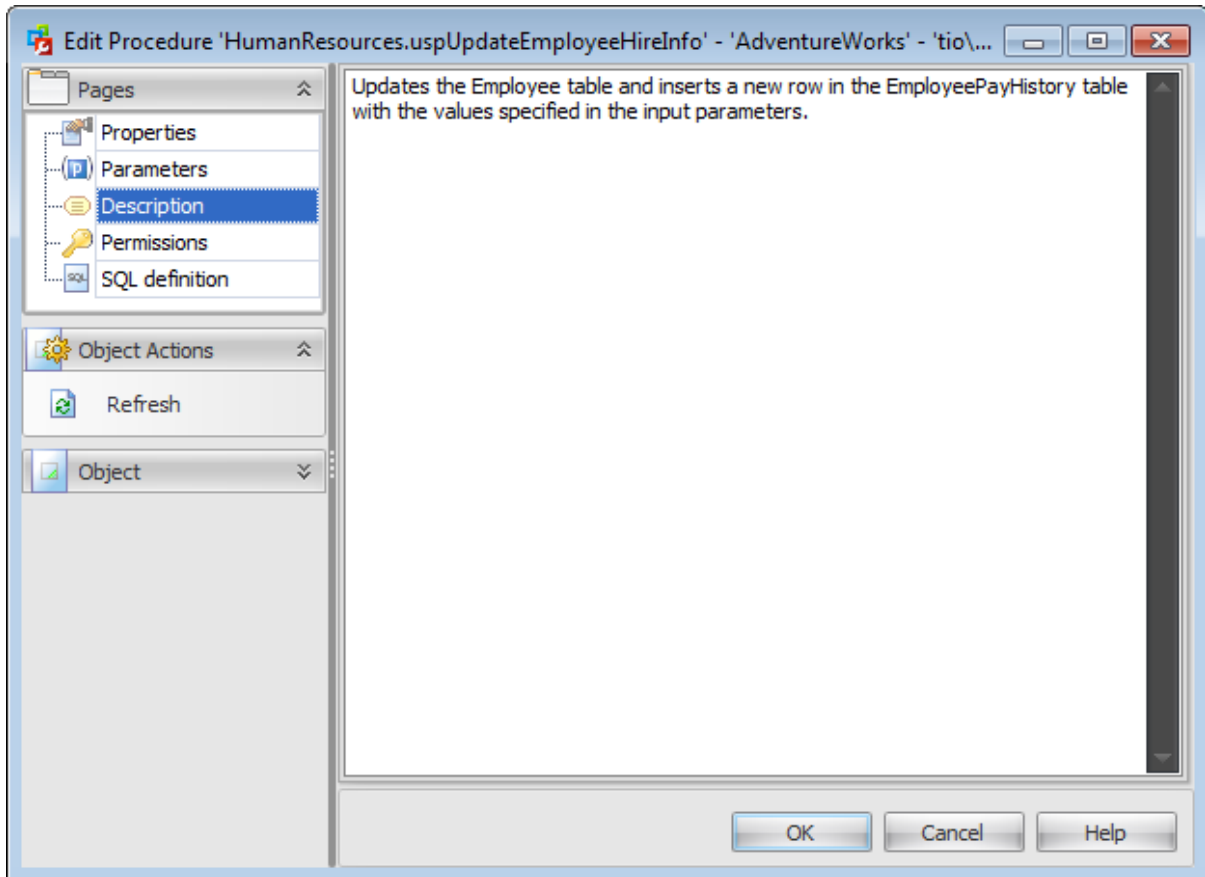 Edit Procedure 'HumanResources.uspUpdateEmployeeHireInfo' - 'AdventureWorks' - 'tio\...
Pages
Properties
Parameters
Description
Permissions
SQL definition
Object Actions
Refresh
Object
Updates the Employee table and inserts a new row in the EmployeePayHistory table
with the values specified in the input parameters.
OK
Cancel
Help